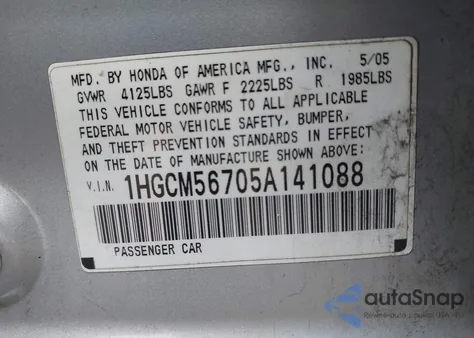 MFD. BY HONDA OF AMERICA MFG., INC. 5/05
GVWR 4125LBS GAWR F 2225LBS R 1985LBS
THIS VEHICLE CONFORMS TO ALL APPLICABLE
FEDERAL MOTOR VEHICLE SAFETY, BUMPER,
AND THEFT PREVENTION STANDARDS IN EFFECT
ON THE DATE OF MANUFACTURE SHOWN ABOVE:
V.I.N. 1HGCM56705A141088
PASSENGER CAR
autaSnap